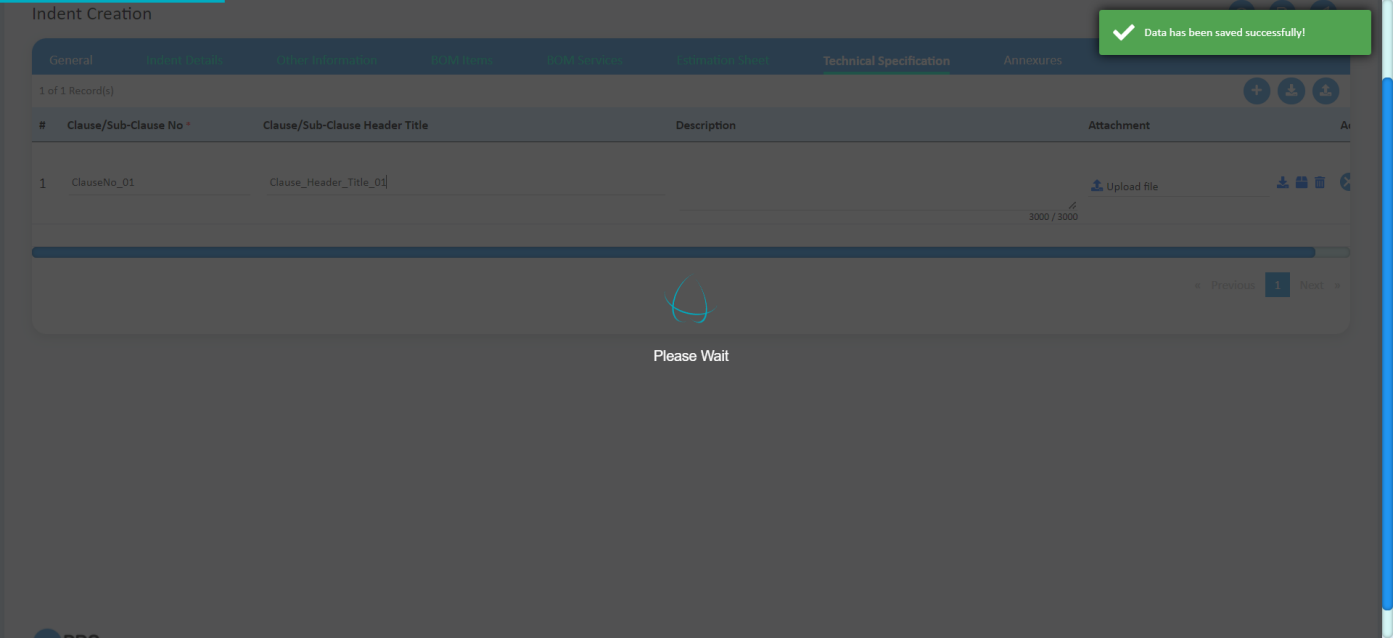 Indent Creation
Data has been saved successfully!
General Indent Details Other Information BOM Items BOM Services Estimation Sheet Technical Specification Annexures
1 of 1 Record(s)
# Clause/Sub-Clause No * Clause/Sub-Clause Header Title Description Attachment
1 ClauseNo_01 Clause_Header_Title_01 Upload file
3000 / 3000
« Previous 1 Next »
Please Wait